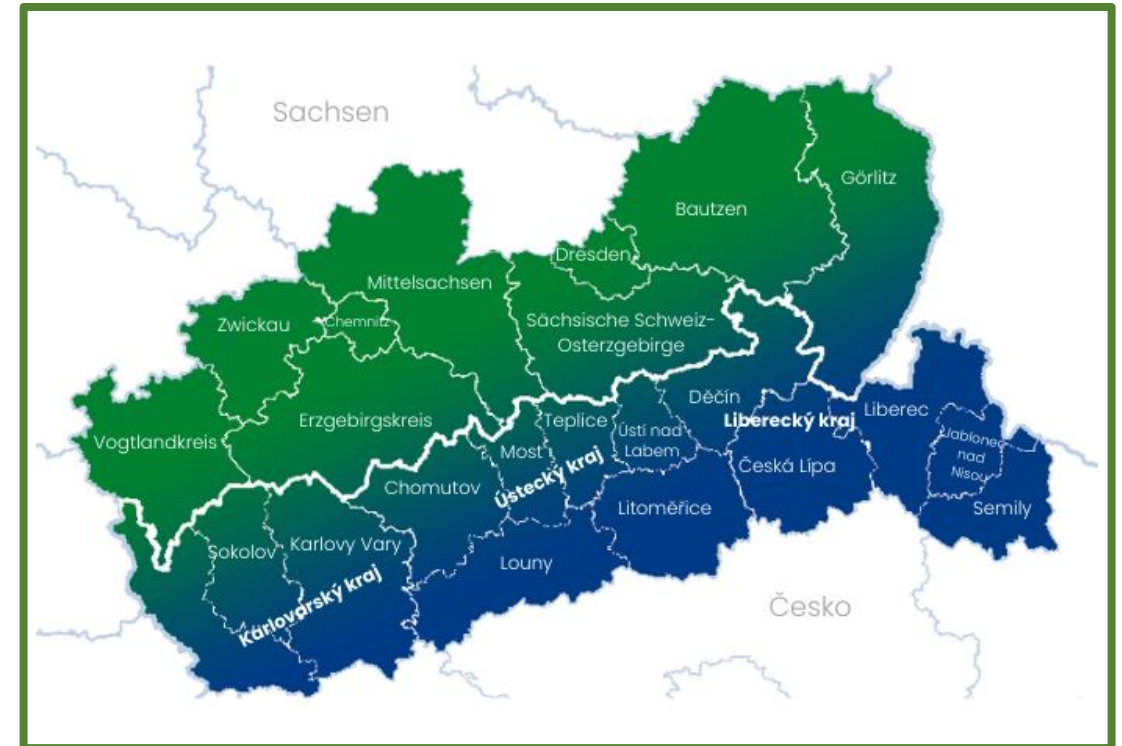 Sachsen
Görlitz
Bautzen
Dresden
Mittelsachsen
Chemnitz
Zwickau
Sächsische Schweiz-
Osterzgebirge
Erzgebirgskreis
Vogtlandkreis
Děčín
Liberec
Liberecký kraj
Teplice
Ústí nad
Labem
Most
Jablonec
nad
Nisou
Česká Lípa
Ústecký kraj
Chomutov
Litoměřice
Semily
Sokolov
Karlovy Vary
Louny
Karlovarský kraj
Česko